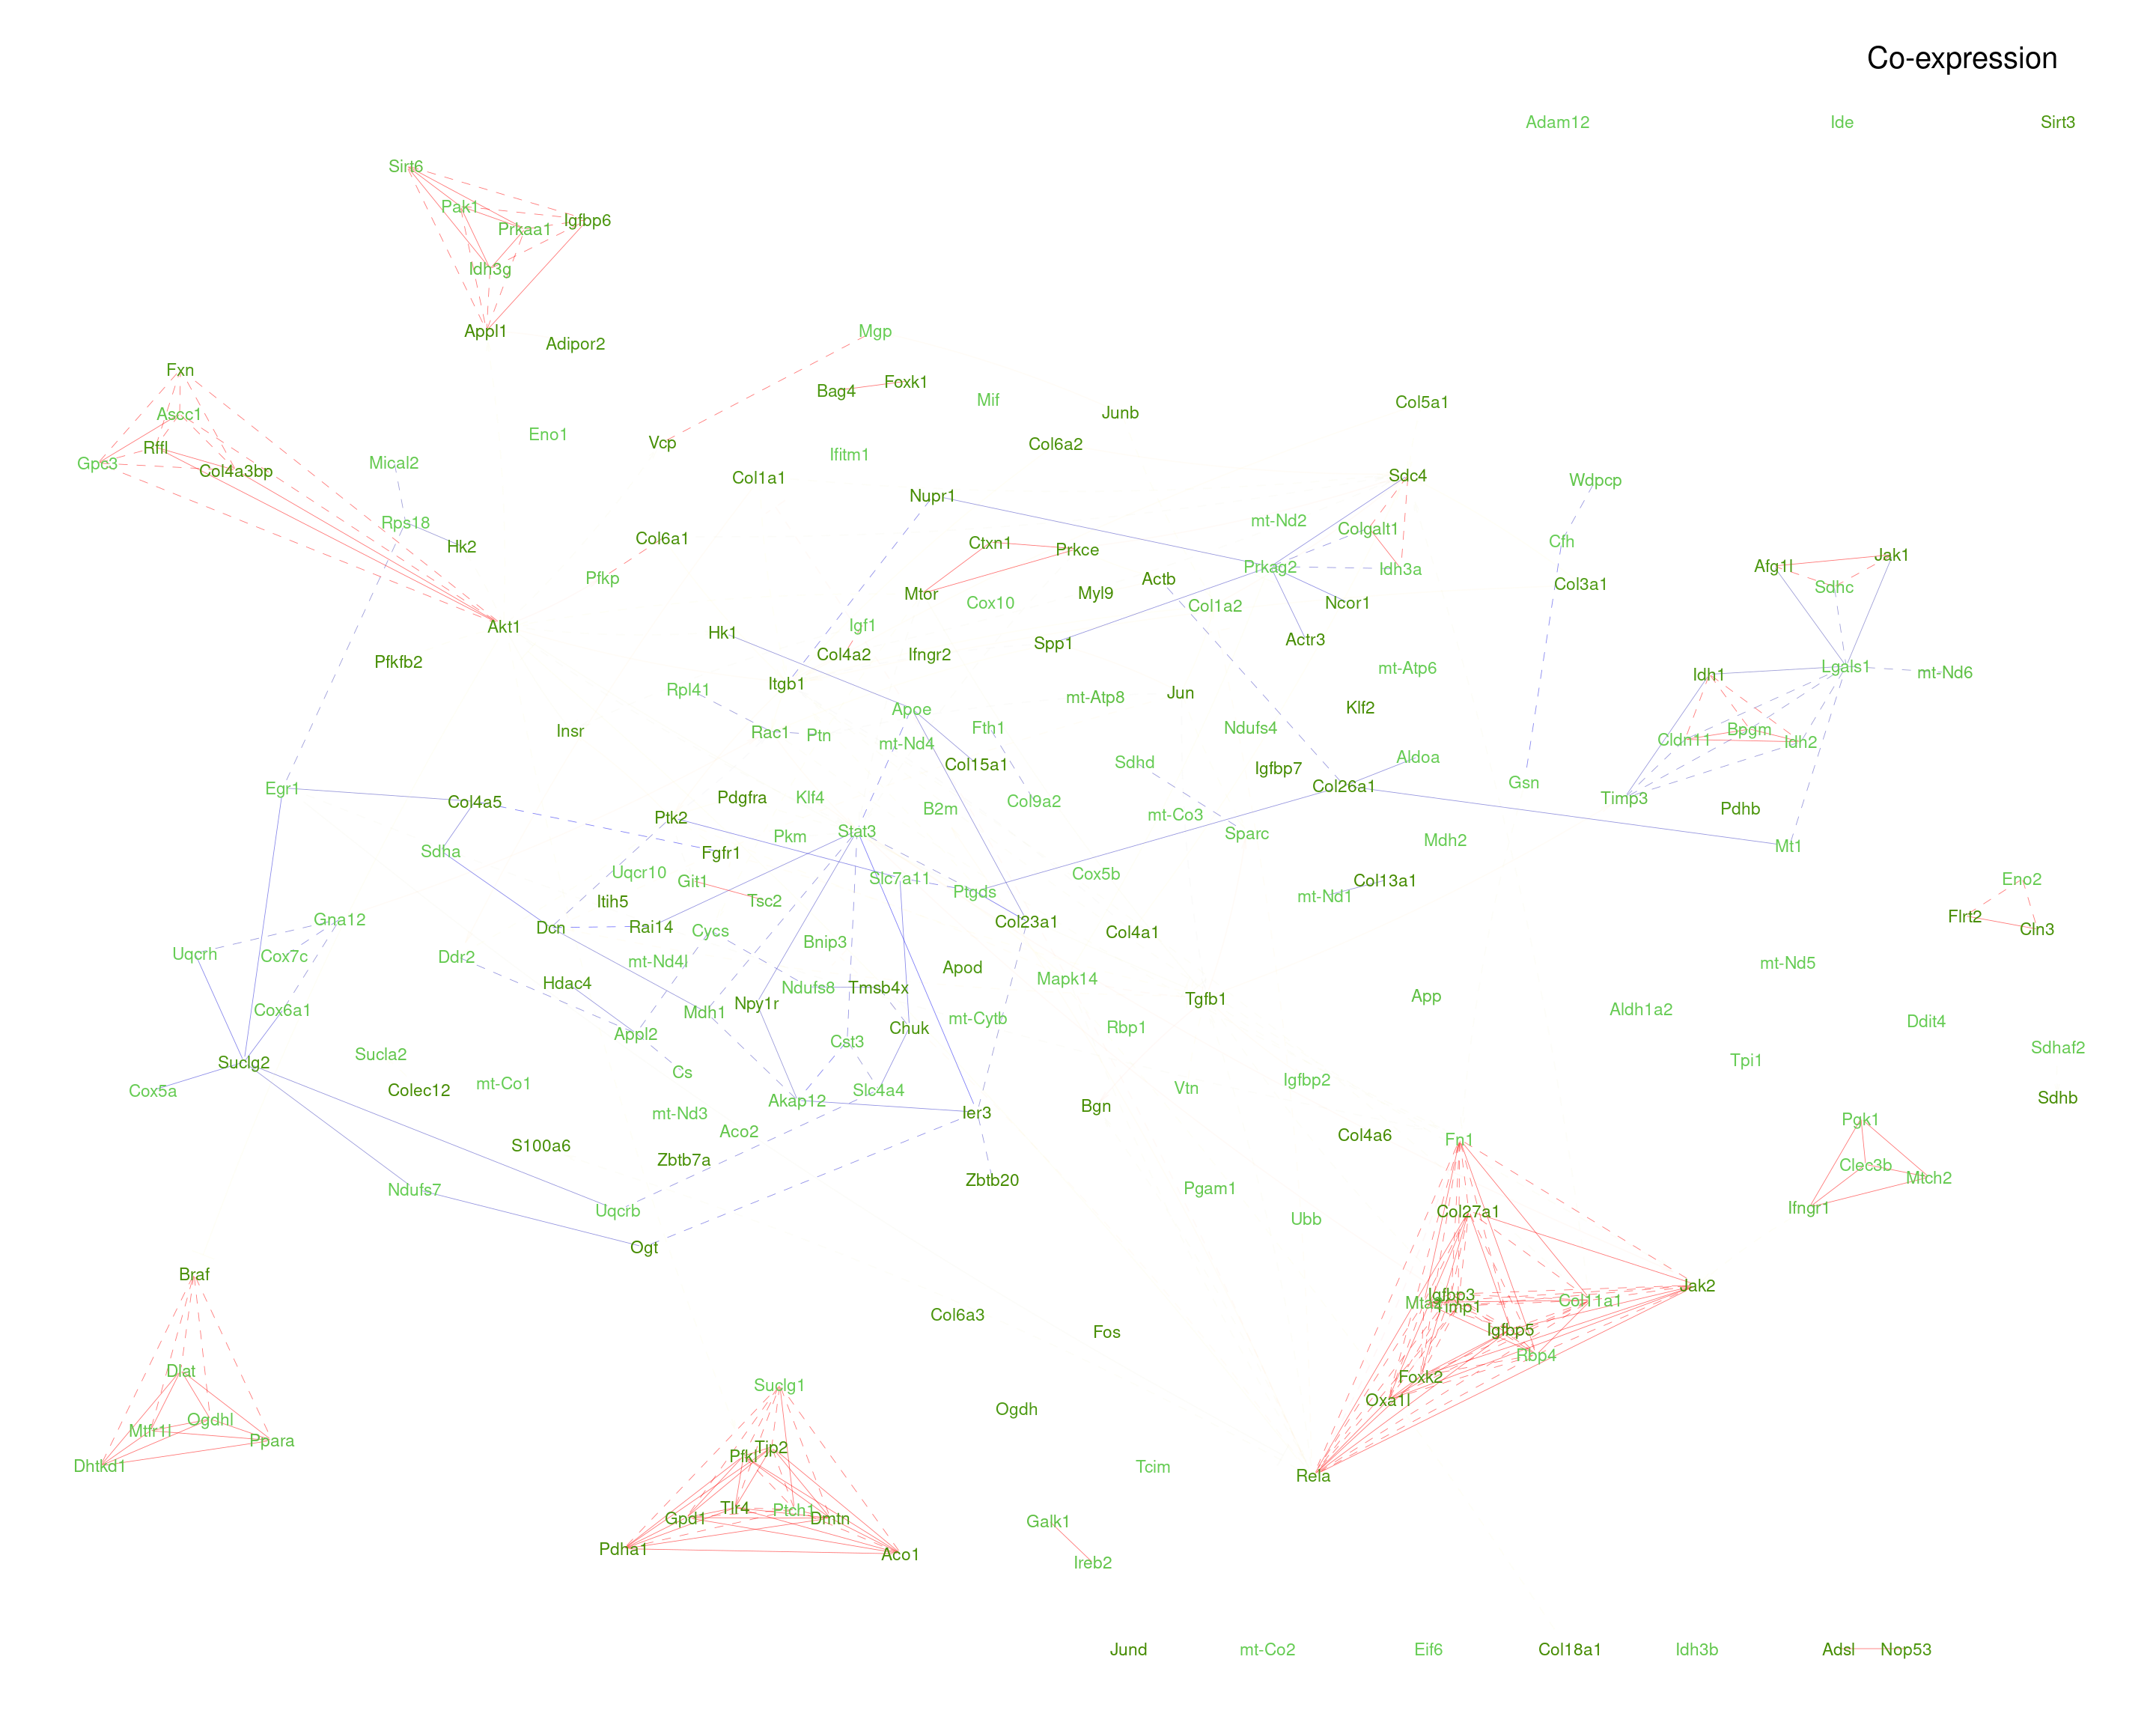 Co-expression
Adam12
Ide
Sirt3
Sirt6
Pak1
Igfbp6
Prkaa1
Idh3g
Appl1
Adipor2
Mgp
Fxn
Bag4
Foxk1
Mif
Junb
Col5a1
Ascc1
Eno1
Vcp
Col6a2
Rffl
Ifitm1
Gpc3
Col4a3bp
Mical2
Col1a1
Sdc4
Wdpcp
Nupr1
Rps18
mt-Nd2
Colgalt1
Hk2
Col6a1
Ctxn1
Prkce
Cfh
Afg1l
Jak1
Pfkp
Prkag2
Idh3a
Actb
Col3a1
Sdhc
Mtor
Myl9
Cox10
Col1a2
Ncor1
Akt1
Hk1
Igf1
Spp1
Actr3
Pfkfb2
Col4a2
Ifngr2
mt-Atp6
Lgals1
Idh1
mt-Nd6
Itgb1
Rpl41
mt-Atp8
Jun
Klf2
Apoe
Insr
Rac1
Ptn
Fth1
Ndufs4
Bpgm
Cldn11
Idh2
mt-Nd4
Col15a1
Sdhd
Igfbp7
Aldoa
Egr1
Col26a1
Gsn
Col4a5
Pdgfra
Klf4
Col9a2
Timp3
Ptk2
B2m
mt-Co3
Pdhb
Pkm
Stat3
Sparc
Mdh2
Mt1
Sdha
Fgfr1
Uqcr10
Git1
Slc7a11
Ptgds
Cox5b
Col13a1
Eno2
Itih5
Tsc2
mt-Nd1
Gna12
Dcn
Rai14
Cycs
Col23a1
Col4a1
Flrt2
Cln3
Uqcrh
Cox7c
Ddr2
mt-Nd4l
Bnip3
Apod
Mapk14
mt-Nd5
Hdac4
Ndufs8
Tmsb4x
Tgfb1
App
Cox6a1
Npy1r
Mdh1
Aldh1a2
Ddit4
Appl2
Chuk
mt-Cytb
Rbp1
Cst3
Sucla2
Suclg2
Tpi1
Sdhaf2
Cox5a
Colec12
mt-Co1
Cs
Slc4a4
Vtn
Igfbp2
Sdhb
Akap12
Ier3
Bgn
mt-Nd3
Pgk1
S100a6
Aco2
Col4a6
Fn1
Zbtb7a
Clec3b
Mtch2
Ndufs7
Zbtb20
Pgam1
Uqcrb
Ubb
Col27a1
Ifngr1
Ogt
Braf
Jak2
Igfbp3
Col11a1
Col6a3
Fos
Igfbp5
Rbp4
Dlat
Suclg1
Foxk2
Oxa1l
Ogdh
Ogdhl
Mtfr1l
Ppara
Tjp2
Pfkl
Dhtkd1
Tcim
Rela
Tlr4
Ptch1
Gpd1
Dmtn
Galk1
Pdha1
Aco1
Ireb2
Jund
mt-Co2
Eif6
Col18a1
Idh3b
Adsl
Nop53